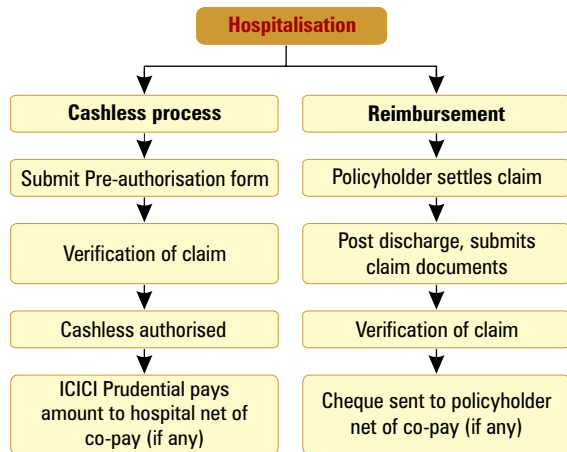 Hospitalisation
Cashless process
Submit Pre-authorisation form
Verification of claim
Cashless authorised
ICICI Prudential pays
amount to hospital net of
co-pay (if any)
Reimbursement
Policyholder settles claim
Post discharge, submits
claim documents
Verification of claim
Cheque sent to policyholder
net of co-pay (if any)